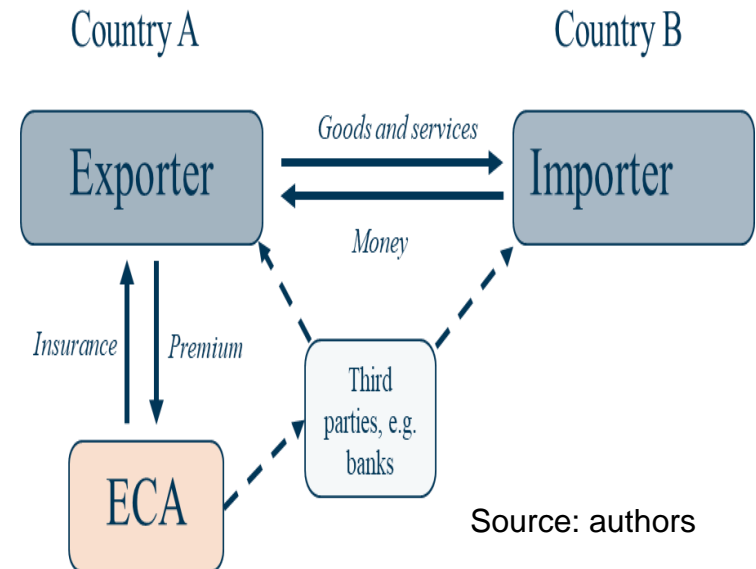 Country A
Country B
Goods and services
Exporter
Importer
Money
Insurance
Premium
Third
parties, e.g.
banks
ECA
Source: authors